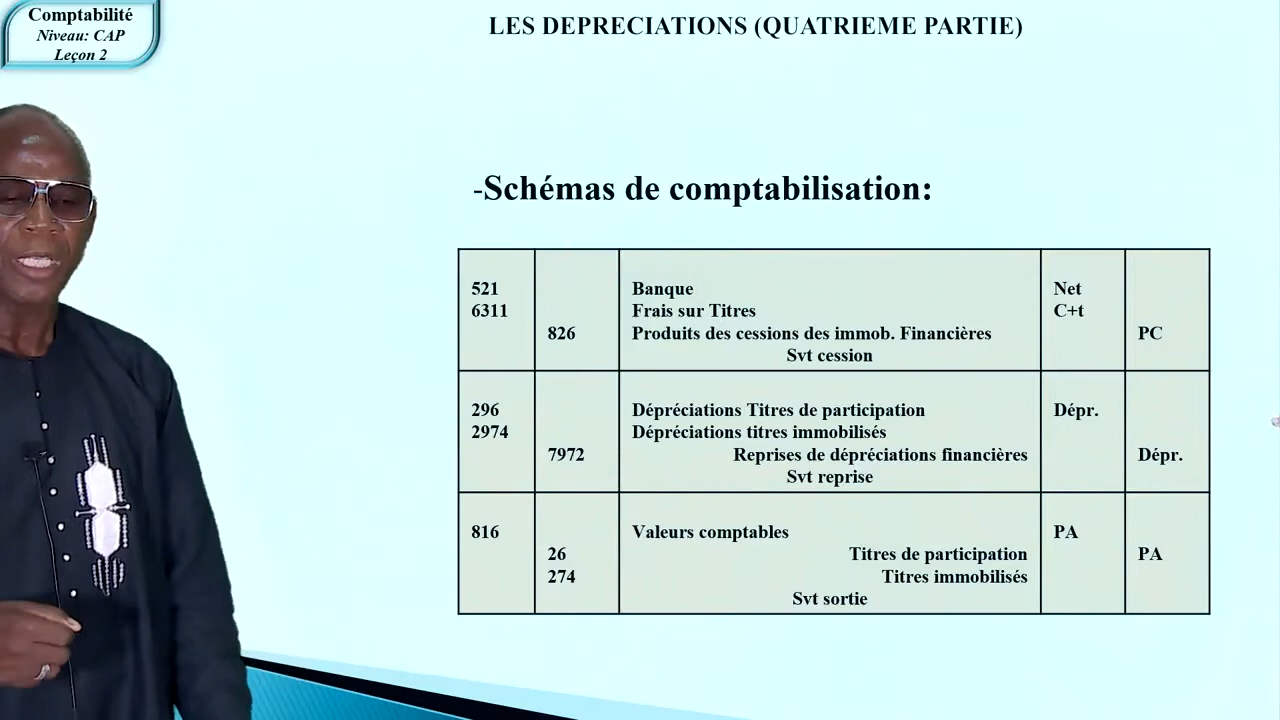 Comptabilité
Niveau: CAP
Leçon 2
LES DEPRECIATIONS (QUATRIEME PARTIE)
-Schémas de comptabilisation:
521 Banque Net
6311 Frais sur Titres C+t
826 Produits des cessions des immob. Financières PC
Svt cession
296 Dépréciations Titres de participation Dépr.
2974 Dépréciations titres immobilisés
7972 Reprises de dépréciations financières Dépr.
Svt reprise
816 Valeurs comptables PA
26 Titres de participation PA
274 Titres immobilisés
Svt sortie